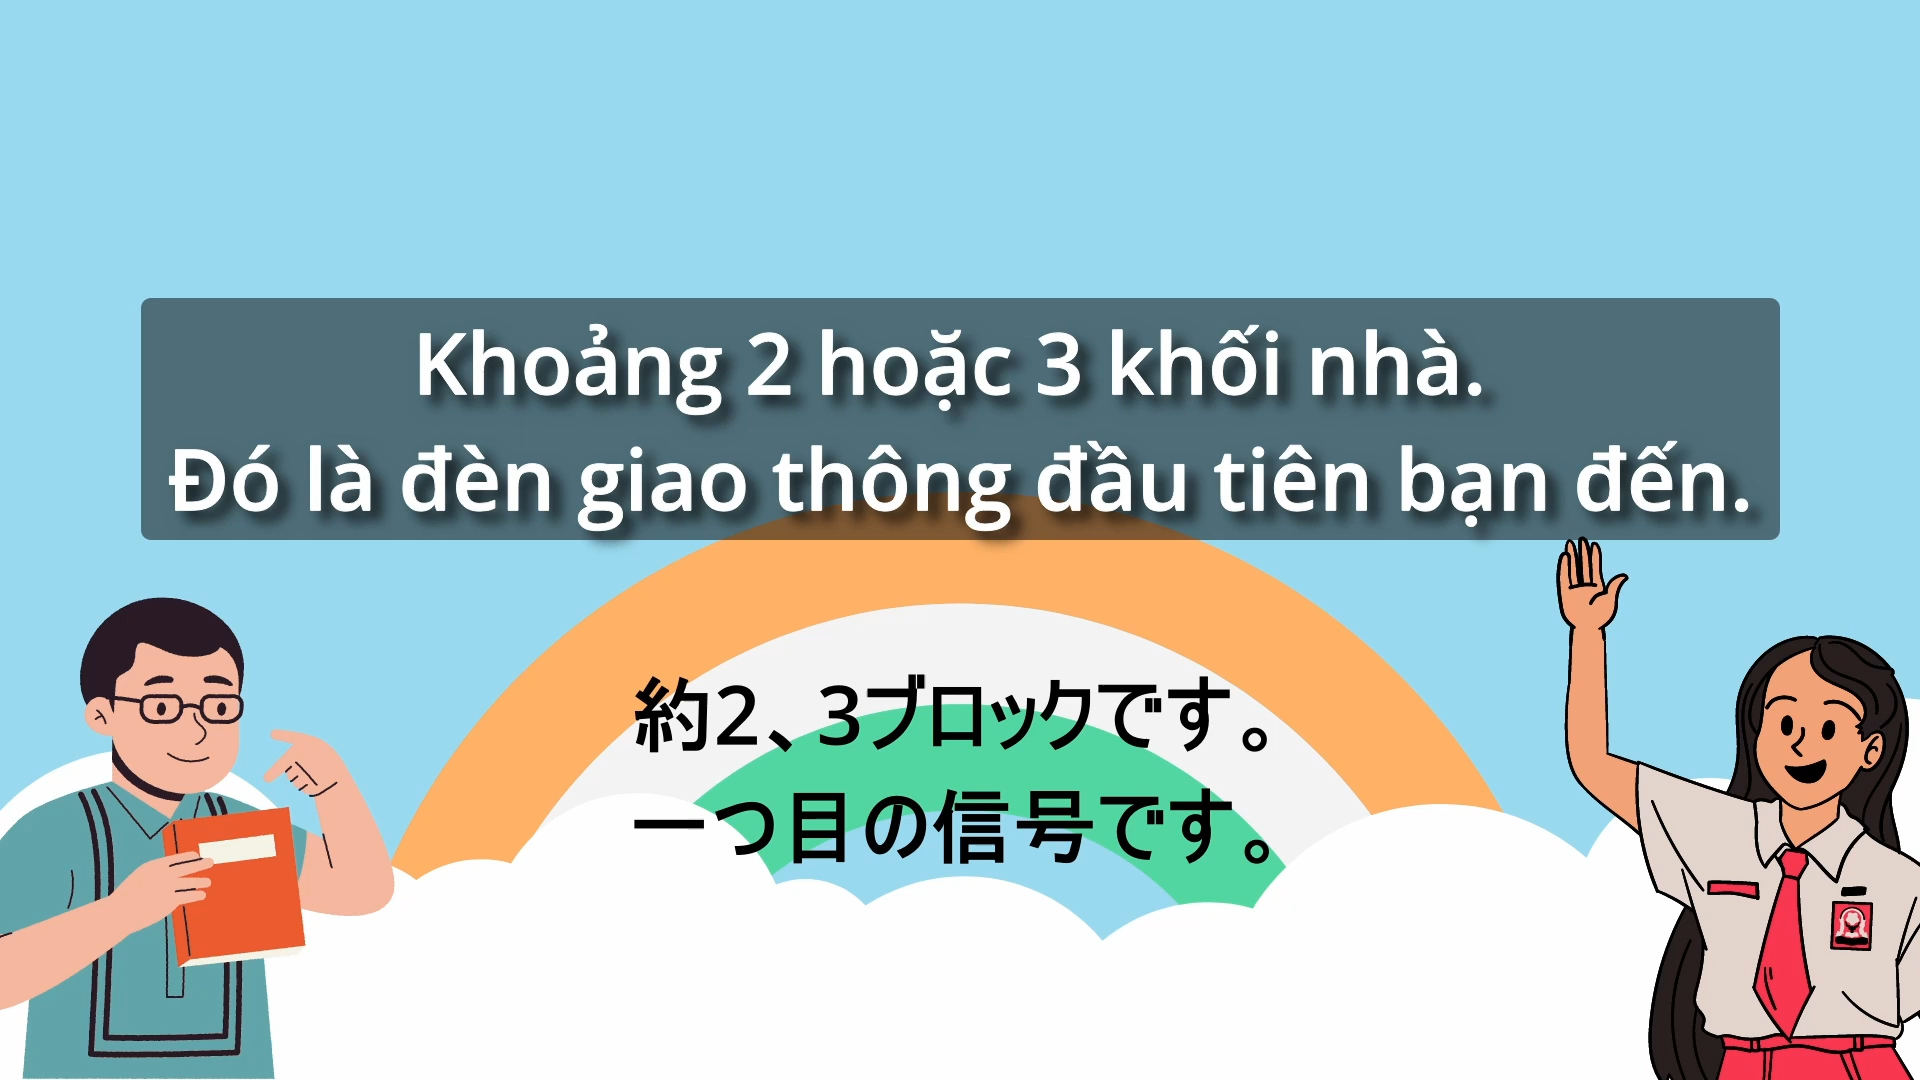 Khoảng 2 hoặc 3 khối nhà.
Đó là đèn giao thông đầu tiên bạn đến.
約2、3ブロックです。
一つ目の信号です。